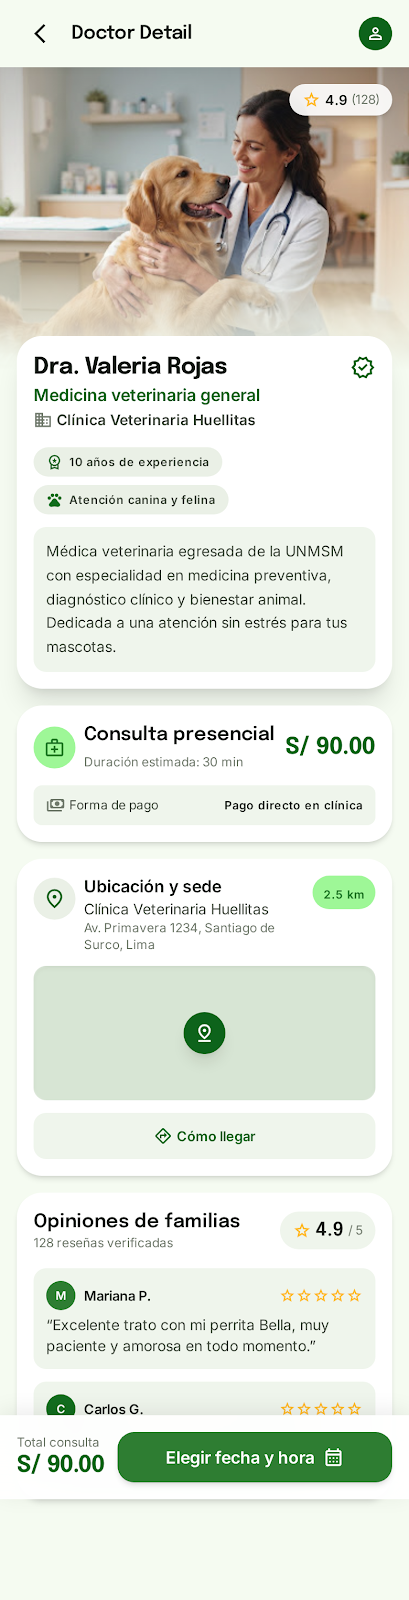 Doctor Detail
4.9 (128)
Dra. Valeria Rojas
Medicina veterinaria general
Clínica Veterinaria Huellitas
10 años de experiencia
Atención canina y felina
Médica veterinaria egresada de la UNMSM
con especialidad en medicina preventiva,
diagnóstico clínico y bienestar animal.
Dedicada a una atención sin estrés para tus
mascotas.
Consulta presencial
S/ 90.00
Duración estimada: 30 min
Forma de pago
Pago directo en clínica
Ubicación y sede
2.5 km
Clínica Veterinaria Huellitas
Av. Primavera 1234, Santiago de
Surco, Lima
Cómo llegar
Opiniones de familias
4.9 / 5
128 reseñas verificadas
M
Mariana P.
“Excelente trato con mi perrita Bella, muy
paciente y amorosa en todo momento.”
C
Carlos G.
Total consulta
S/ 90.00
Elegir fecha y hora